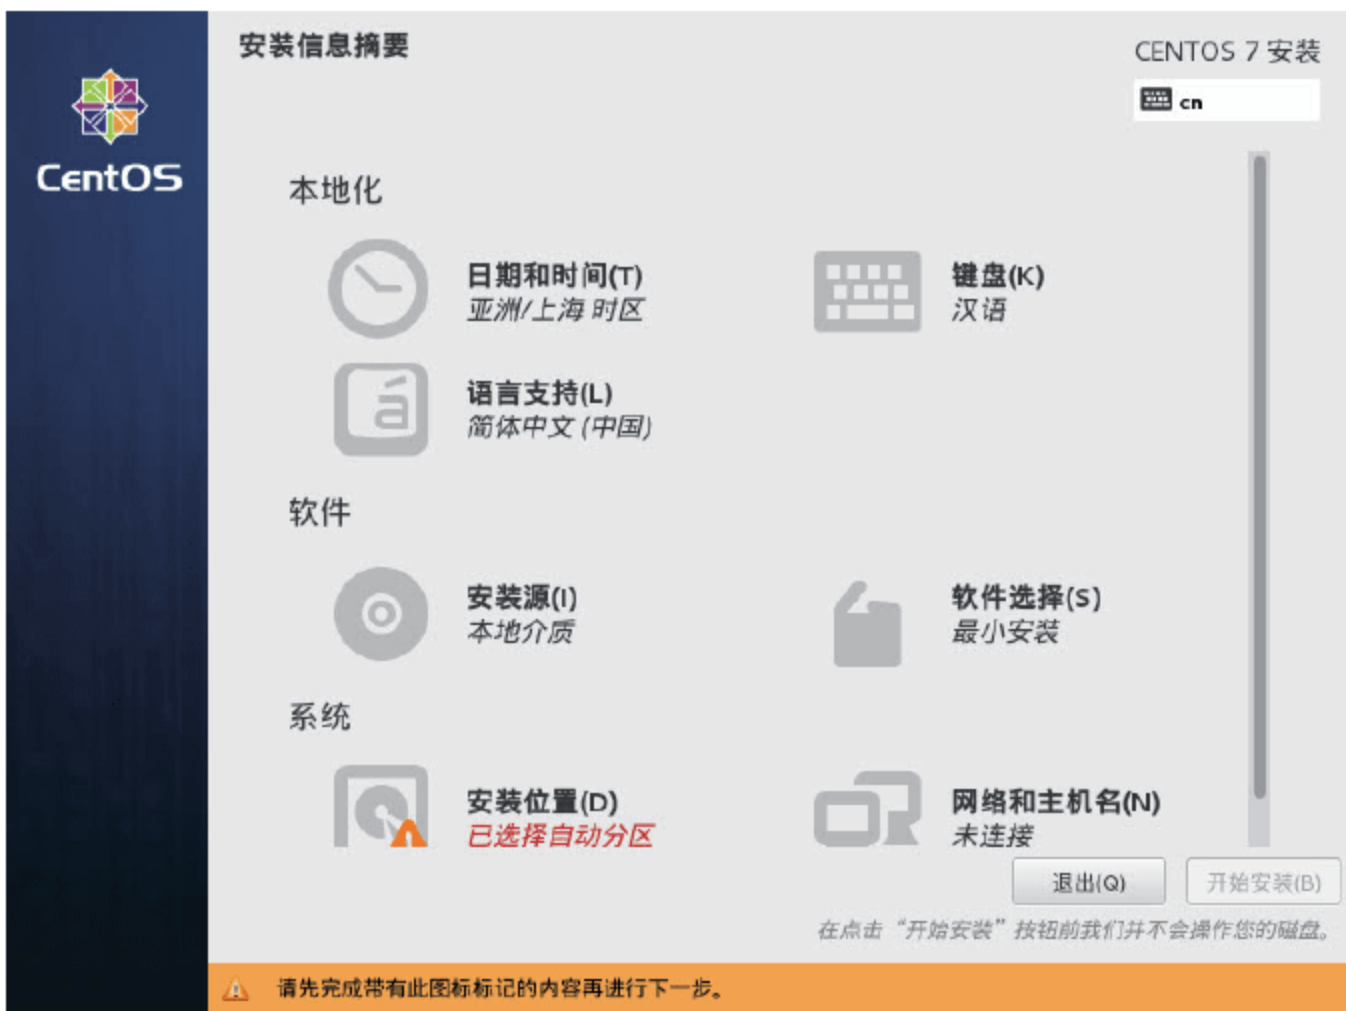 安装信息摘要
CENTOS 7 安装
cn
CentOS
本地化
日期和时间(T)
亚洲/上海 时区
键盘(K)
汉语
á
语言支持(L)
简体中文 (中国)
软件
安装源(I)
本地介质
软件选择(S)
最小安装
系统
安装位置(D)
已选择自动分区
网络和主机名(N)
未连接
退出(Q)
开始安装(B)
在点击“开始安装”按钮前我们并不会操作您的磁盘。
请先完成带有此图标标记的内容再进行下一步。